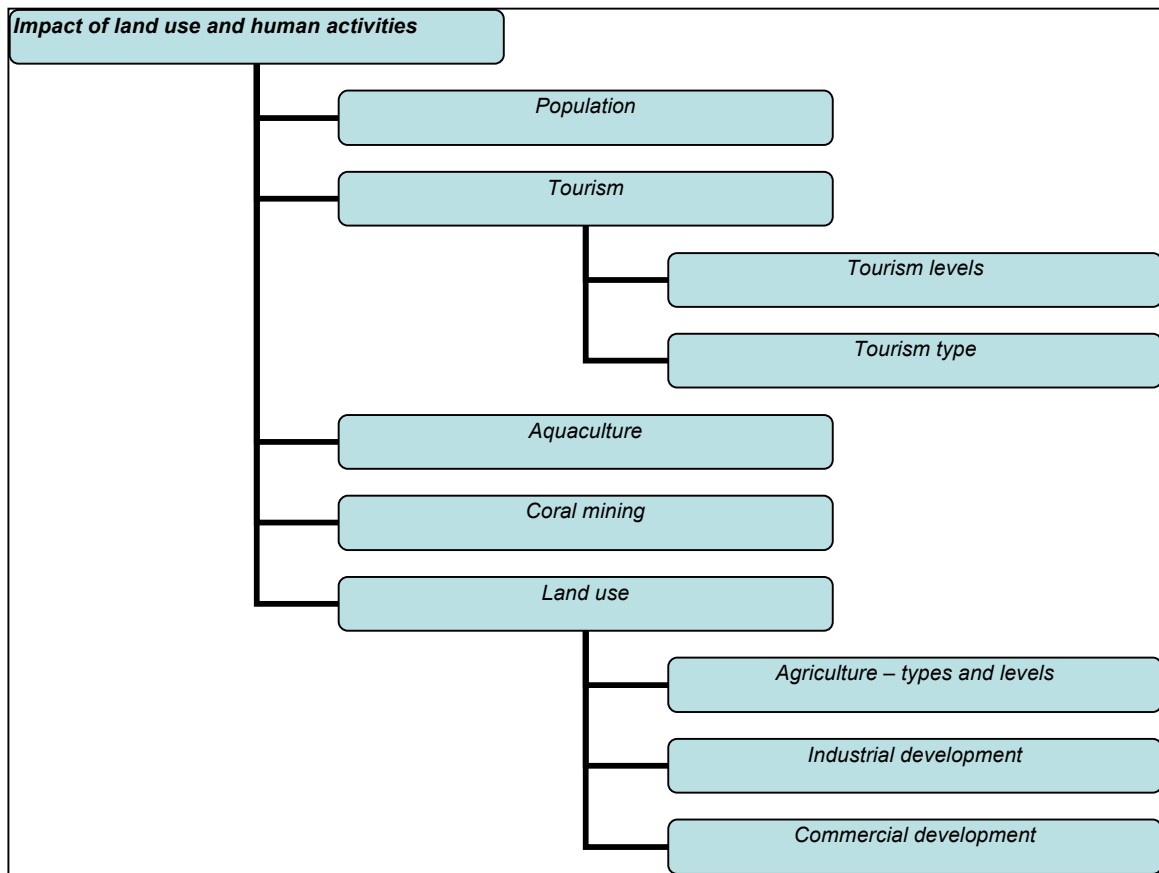 Impact of land use and human activities
Population
Tourism
Tourism levels
Tourism type
Aquaculture
Coral mining
Land use
Agriculture – types and levels
Industrial development
Commercial development